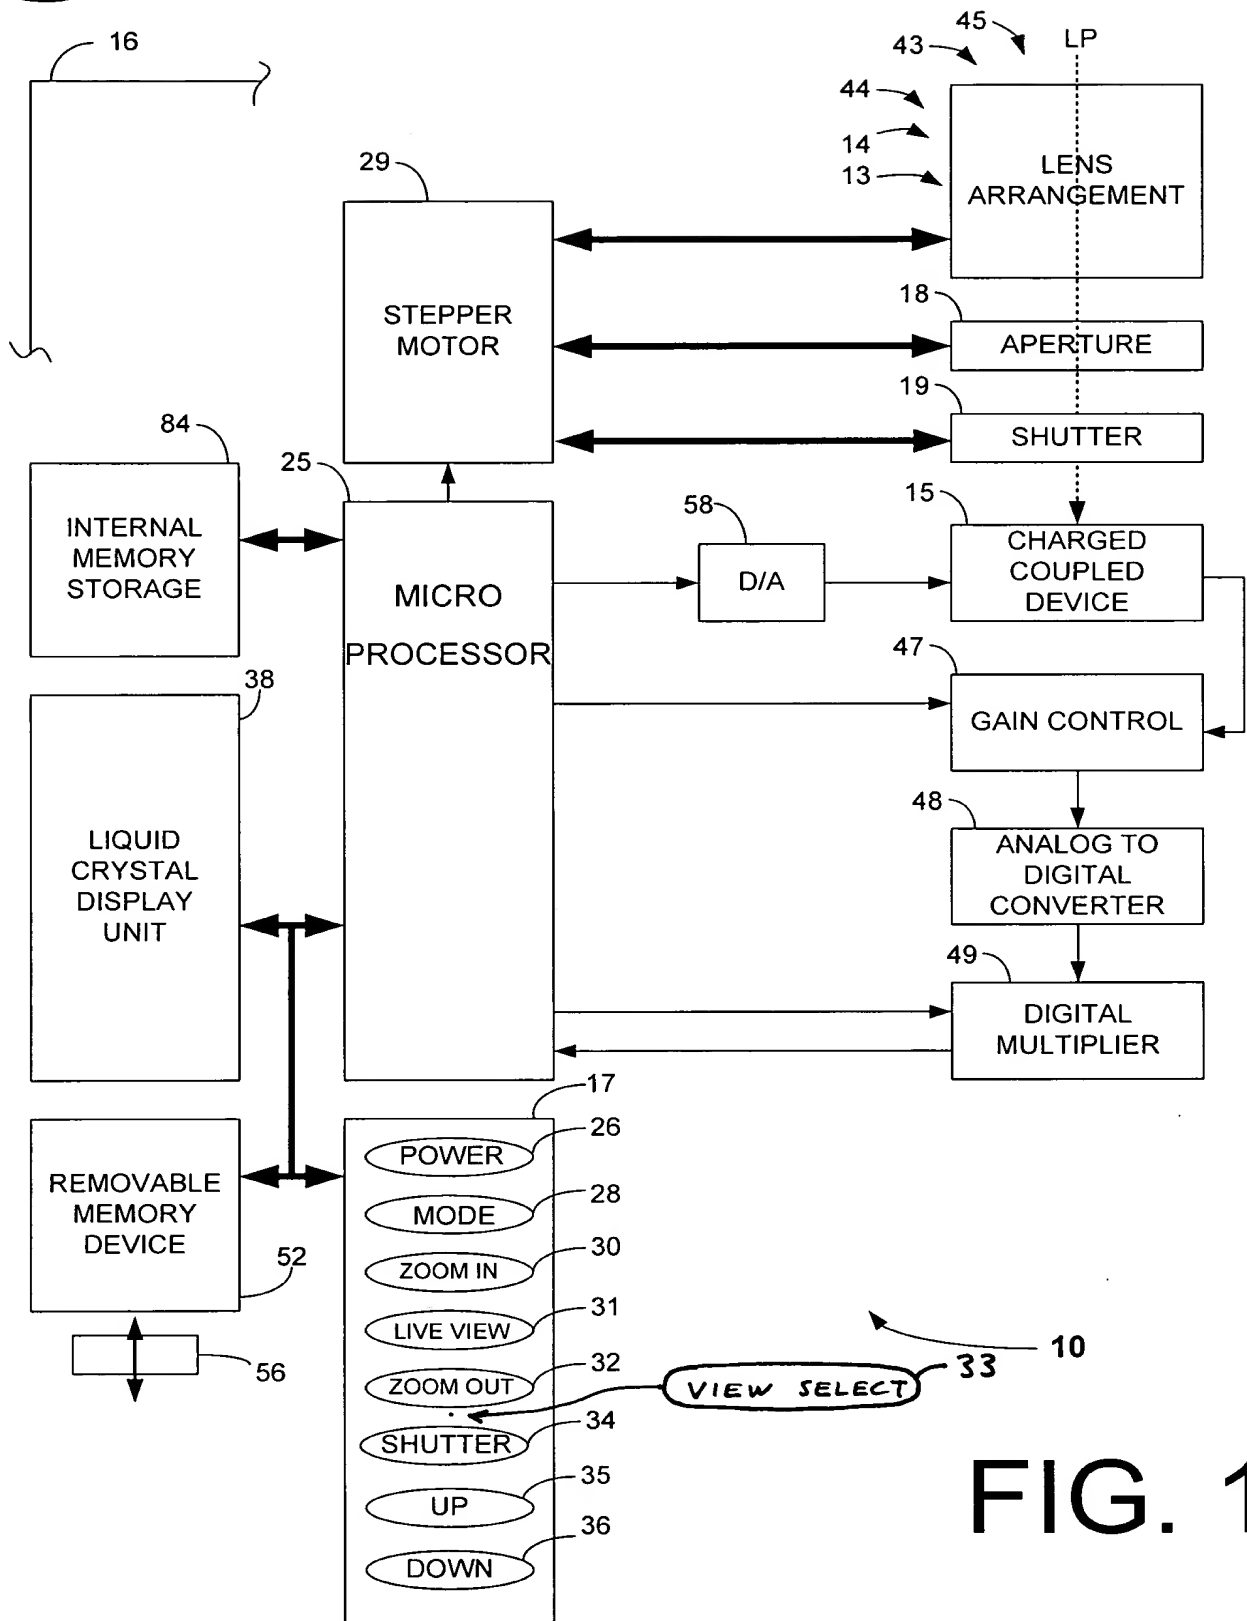 45
16
43
LP
44
14
13
LENS
ARRANGEMENT
29
STEPPER
MOTOR
18
APERTURE
19
SHUTTER
84
INTERNAL
MEMORY
STORAGE
25
MICRO
PROCESSOR
58
D/A
15
CHARGED
COUPLED
DEVICE
38
LIQUID
CRYSTAL
DISPLAY
UNIT
47
GAIN CONTROL
48
ANALOG TO
DIGITAL
CONVERTER
49
DIGITAL
MULTIPLIER
REMOVABLE
MEMORY
DEVICE
52
56
17
POWER
26
MODE
28
ZOOM IN
30
LIVE VIEW
31
ZOOM OUT
32
VIEW SELECT
33
SHUTTER
34
UP
35
DOWN
36
10
FIG. 1